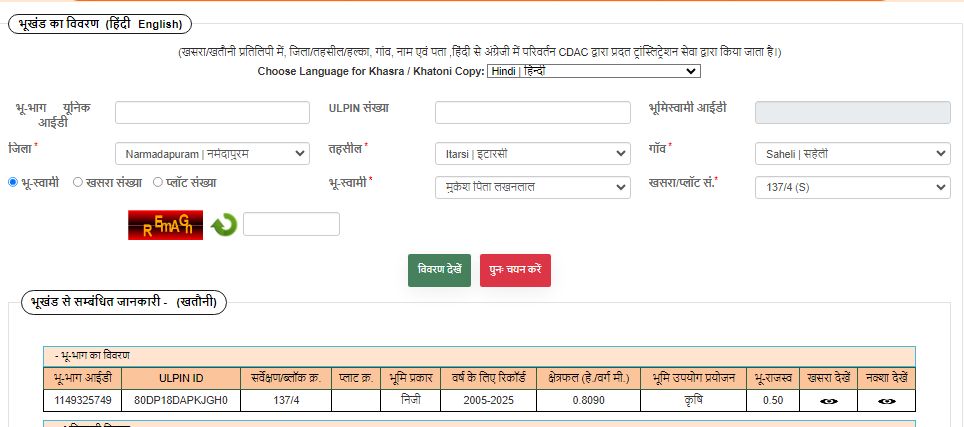 भूखंड का विवरण (हिंदी English)
(खसरा/खतौनी प्रतिलिपी में, जिला/तहसील/हल्का, गांव, नाम एवं पता ,हिंदी से अंग्रेजी में परिवर्तन CDAC द्वारा प्रदत ट्रांस्लिट्रेशन सेवा द्वारा किया जाता है।)
Choose Language for Khasra / Khatoni Copy: Hindi | हिन्दी
भू-भाग यूनिक आईडी ULPIN संख्या भूमिस्वामी आईडी
जिला * Narmadapuram | नर्मदापुरम तहसील * Itarsi | इटारसी गाँव * Saheli | सहेली
भू-स्वामी खसरा संख्या प्लॉट संख्या भू-स्वामी * मुकेश पिता लखनलाल खसरा/प्लॉट सं.* 137/4 (S)
REmAGh
विवरण देखें पुनः चयन करें
भूखंड से सम्बंधित जानकारी - (खतौनी)
- भू-भाग का विवरण
भू-भाग आईडी ULPIN ID सर्वेक्षण/ब्लॉक क्र. प्लाट क्र. भूमि प्रकार वर्ष के लिए रिकॉर्ड क्षेत्रफल (हे./वर्ग मी.) भूमि उपयोग प्रयोजन भू-राजस्व खसरा देखें नक्शा देखें
1149325749 80DP18DAPKJGH0 137/4 निजी 2005-2025 0.8090 कृषि 0.50